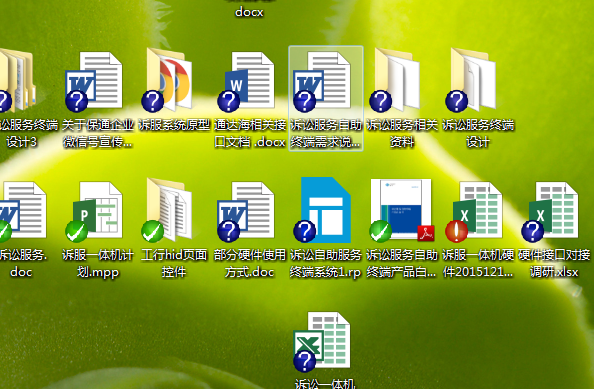 docx
讼服务终端
设计3
关于保通企业
微信号宣传...
诉服系统原型
通达海相关接
口文档 .docx
诉讼服务自助
终端需求说...
诉讼服务相关
资料
诉讼服务终端
设计
诉讼服务.
doc
诉服一体机计
划.mpp
工行hid页面
控件
部分硬件使用
方式.doc
诉讼自助服务
终端系统1.rp
诉讼服务自助
终端产品白...
诉服一体机硬
件2015121...
硬件接口对接
调研.xlsx
诉讼一体机